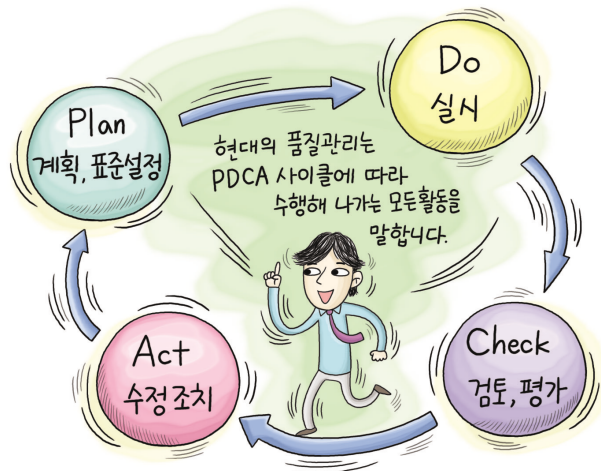 Plan
계획, 표준설정
Do
실시
현대의 품질관리는
PDCA 사이클에 따라
수행해 나가는 모든활동을
말합니다.
Check
검토, 평가
Act
수정조치